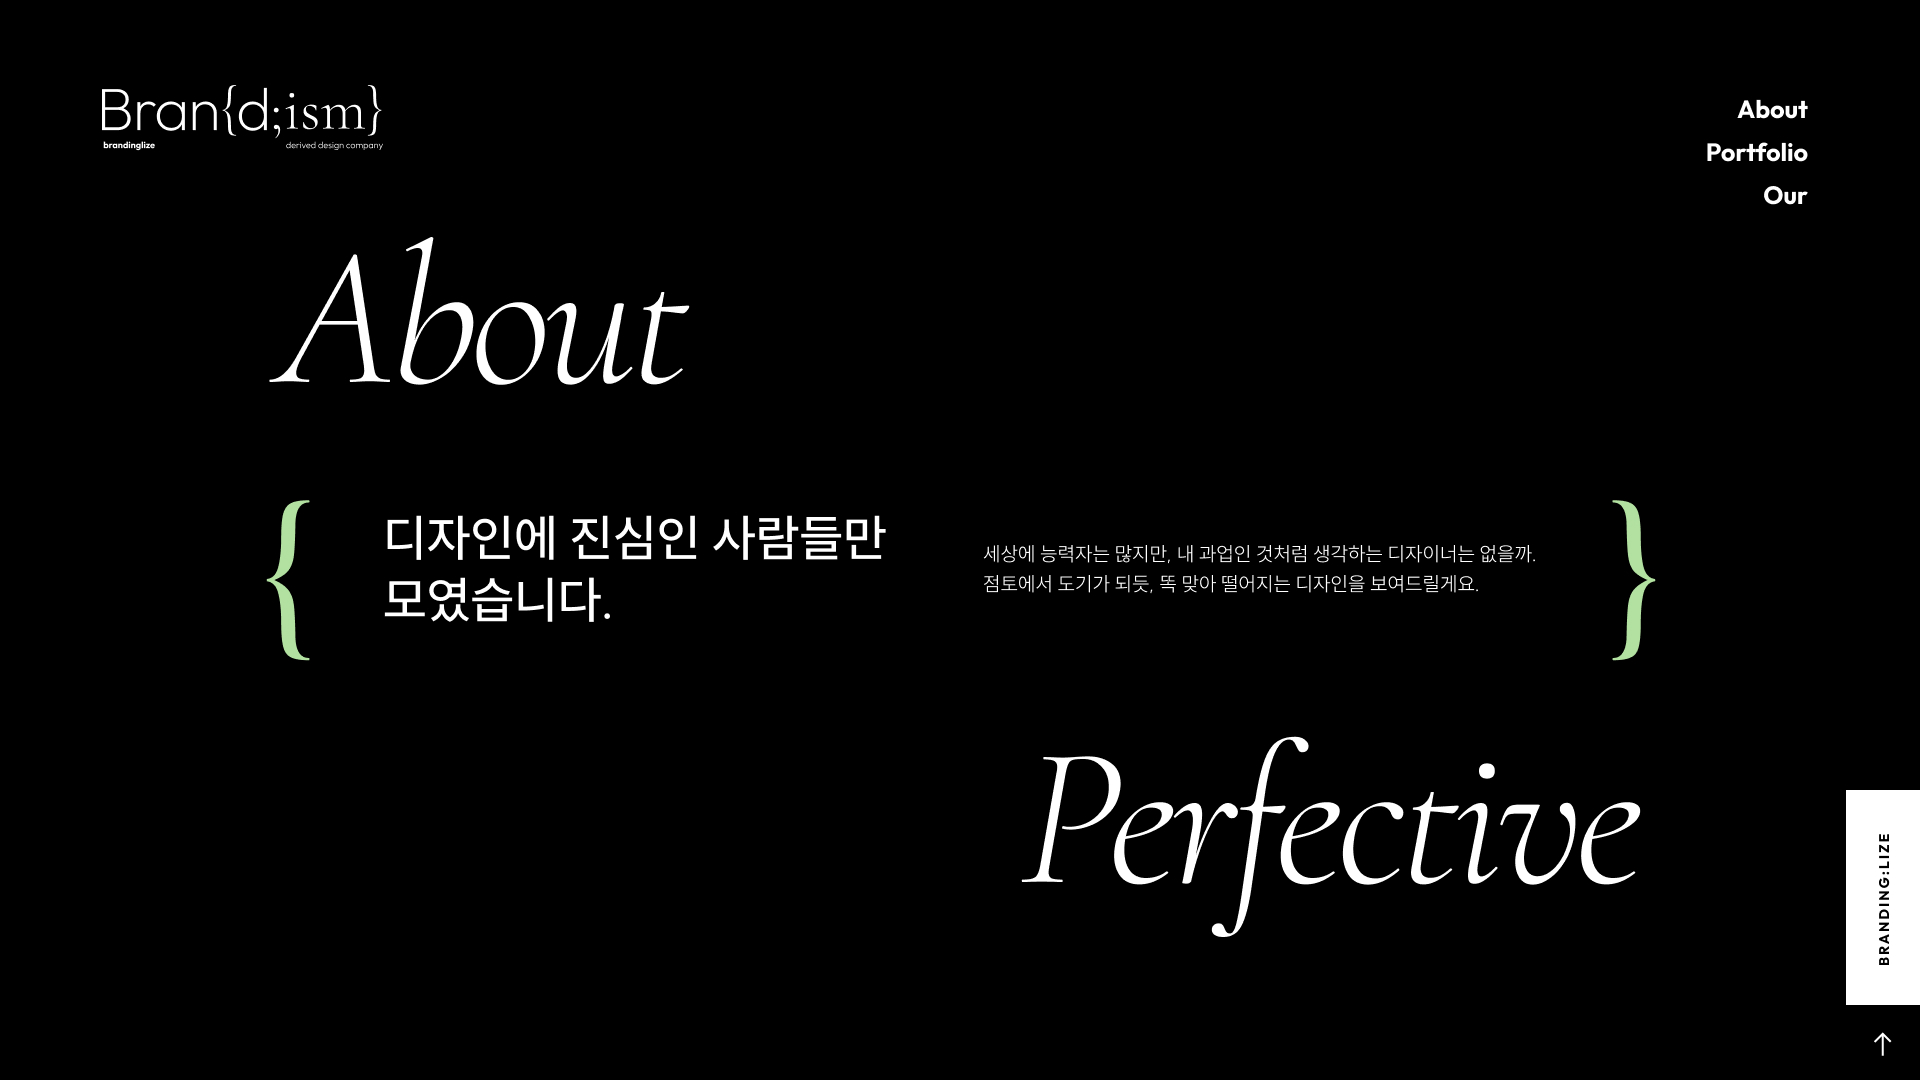 Bran{d;ism}
brandinglize
derived design company
About
Portfolio
Our
About
{
디자인에 진심인 사람들만
모였습니다.
세상에 능력자는 많지만, 내 과업인 것처럼 생각하는 디자이너는 없을까.
점토에서 도기가 되듯, 똑 맞아 떨어지는 디자인을 보여드릴게요.
}
Perfective
BRANDING:LIZE